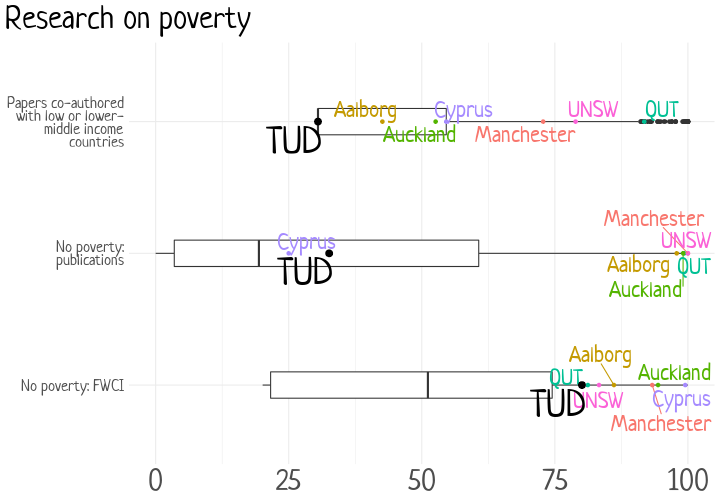 Research on poverty
Papers co-authored
with low or lower-
middle income
countries
Aalborg
Cyprus
UNSW
QUT
TUD
Auckland
Manchester
No poverty:
publications
Cyprus
TUD
Manchester
UNSW
Aalborg
QUT
Auckland
No poverty: FWCI
Aalborg
QUT
Auckland
TUD
UNSW
Cyprus
Manchester
0 25 50 75 100